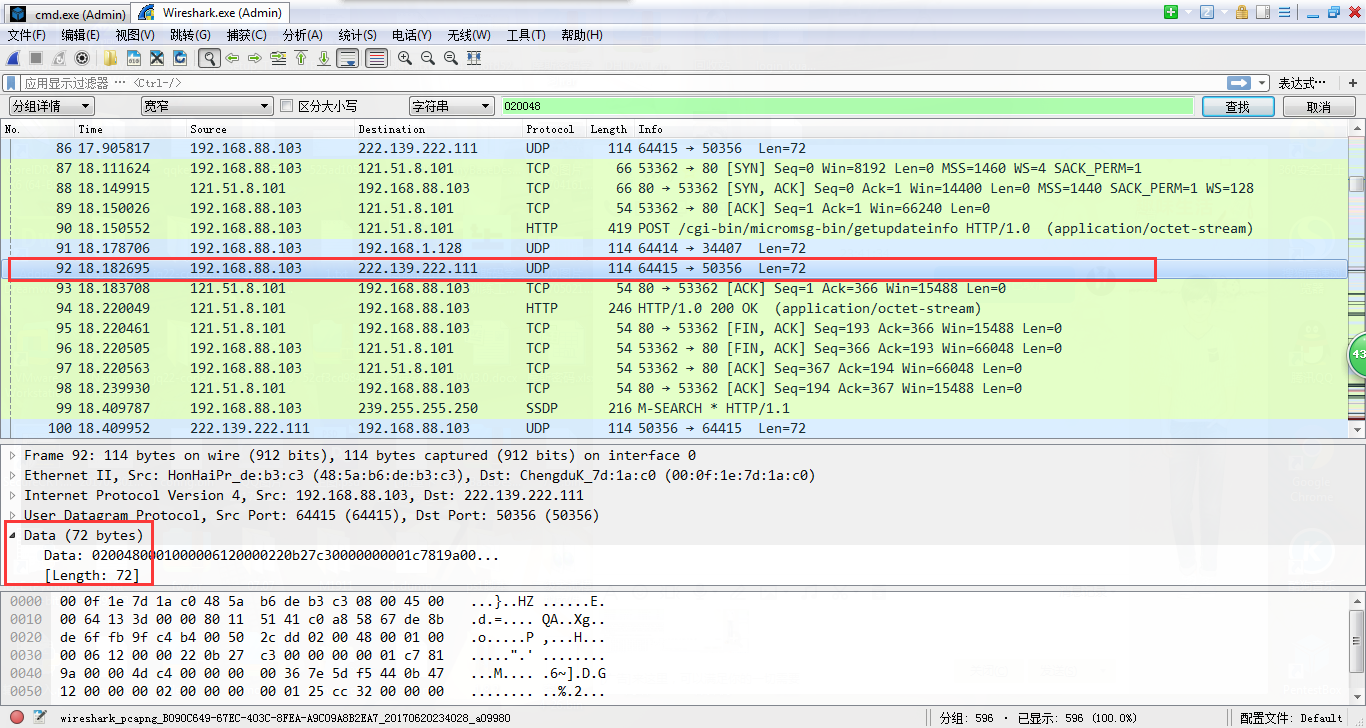 cmd.exe (Admin) Wireshark.exe (Admin)
文件(F) 编辑(E) 视图(V) 跳转(G) 捕获(C) 分析(A) 统计(S) 电话(Y) 无线(W) 工具(T) 帮助(H)
应用显示过滤器 … <Ctrl-/> 表达式… +
分组详情 宽窄 区分大小写 字符串 020048 查找 取消
No. Time Source Destination Protocol Length Info
86 17.905817 192.168.88.103 222.139.222.111 UDP 114 64415 → 50356 Len=72
87 18.111624 192.168.88.103 121.51.8.101 TCP 66 53362 → 80 [SYN] Seq=0 Win=8192 Len=0 MSS=1460 WS=4 SACK_PERM=1
88 18.149915 121.51.8.101 192.168.88.103 TCP 66 80 → 53362 [SYN, ACK] Seq=0 Ack=1 Win=14400 Len=0 MSS=1440 SACK_PERM=1 WS=128
89 18.150026 192.168.88.103 121.51.8.101 TCP 54 53362 → 80 [ACK] Seq=1 Ack=1 Win=66240 Len=0
90 18.150552 192.168.88.103 121.51.8.101 HTTP 419 POST /cgi-bin/micromsg-bin/getupdateinfo HTTP/1.0 (application/octet-stream)
91 18.178706 192.168.88.103 192.168.1.128 UDP 114 64414 → 34407 Len=72
92 18.182695 192.168.88.103 222.139.222.111 UDP 114 64415 → 50356 Len=72
93 18.183708 121.51.8.101 192.168.88.103 TCP 54 80 → 53362 [ACK] Seq=1 Ack=366 Win=15488 Len=0
94 18.220049 121.51.8.101 192.168.88.103 HTTP 246 HTTP/1.0 200 OK (application/octet-stream)
95 18.220461 121.51.8.101 192.168.88.103 TCP 54 80 → 53362 [FIN, ACK] Seq=193 Ack=366 Win=15488 Len=0
96 18.220505 192.168.88.103 121.51.8.101 TCP 54 53362 → 80 [FIN, ACK] Seq=366 Ack=193 Win=66048 Len=0
97 18.220563 192.168.88.103 121.51.8.101 TCP 54 53362 → 80 [ACK] Seq=367 Ack=194 Win=66048 Len=0
98 18.239930 121.51.8.101 192.168.88.103 TCP 54 80 → 53362 [ACK] Seq=194 Ack=367 Win=15488 Len=0
99 18.409787 192.168.88.103 239.255.255.250 SSDP 216 M-SEARCH * HTTP/1.1
100 18.409952 222.139.222.111 192.168.88.103 UDP 114 50356 → 64415 Len=72
43
Frame 92: 114 bytes on wire (912 bits), 114 bytes captured (912 bits) on interface 0
Ethernet II, Src: HonHaiPr_de:b3:c3 (48:5a:b6:de:b3:c3), Dst: ChengduK_7d:1a:c0 (00:0f:1e:7d:1a:c0)
Internet Protocol Version 4, Src: 192.168.88.103, Dst: 222.139.222.111
User Datagram Protocol, Src Port: 64415 (64415), Dst Port: 50356 (50356)
Data (72 bytes)
Data: 0200480001000006120000220b27c30000000001c7819a00...
[Length: 72]
0000 00 0f 1e 7d 1a c0 48 5a b6 de b3 c3 08 00 45 00 ...}..HZ ......E.
0010 00 64 13 3d 00 00 80 11 51 41 c0 a8 58 67 de 8b .d.=.... QA..Xg..
0020 de 6f fb 9f c4 b4 00 50 2c dd 02 00 48 00 01 00 .o.....P ,...H...
0030 00 06 12 00 00 22 0b 27 c3 00 00 00 00 01 c7 81 .....".' ........
0040 9a 00 00 4d c4 00 00 00 00 36 7e 5d f5 44 0b 47 ...M.... .6~].D.G
0050 12 00 00 00 02 00 00 00 00 01 25 cc 32 00 00 00 ........ ..%.2...
wireshark_pcapng_B090C649-67EC-403C-8FEA-A9C09A8B2EA7_20170620234028_a09980 分组: 596 · 已显示: 596 (100.0%) 配置文件: Default